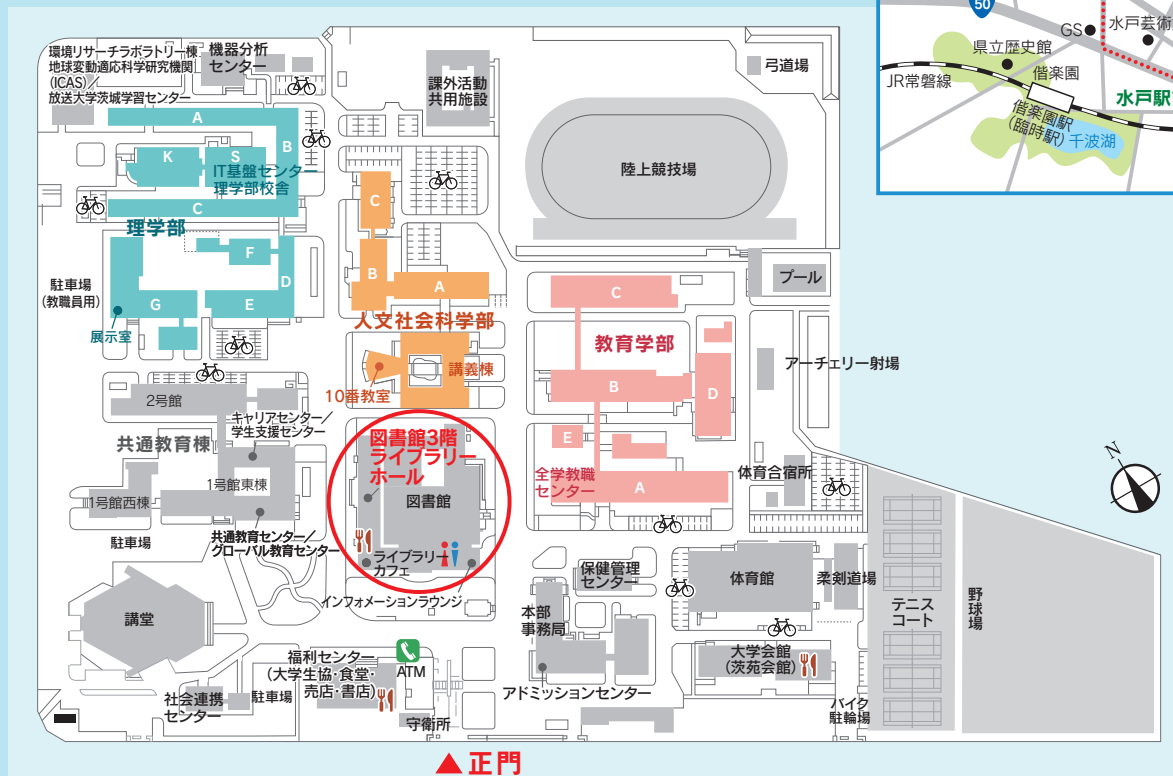 環境リサーチラボラトリー棟
地球変動適応科学研究機関
(ICAS)/
放送大学茨城学習センター
機器分析
センター
課外活動
共用施設
弓道場
50
GS
水戸芸術
県立歴史館
JR常磐線
偕楽園
水戸駅
偕楽園駅
(臨時駅)
千波湖
A
B
K
S
IT基盤センター
理学部校舎
C
理学部
F
D
G
E
駐車場
(教職員用)
展示室
陸上競技場
C
B
A
人文社会科学部
講義棟
10番教室
プール
C
教育学部
B
D
E
全学教職
センター
A
アーチェリー射場
体育合宿所
2号館
キャリアセンター/
学生支援センター
共通教育棟
1号館東棟
1号館西棟
駐車場
共通教育センター/
グローバル教育センター
図書館3階
ライブラリー
ホール
図書館
ライブラリー
カフェ
インフォメーションラウンジ
N
保健管理
センター
体育館
柔剣道場
テニス
コート
野球場
講堂
本部
事務局
大学会館
(茨苑会館)
福利センター
(大学生協・食堂・
売店・書店)
ATM
アドミッションセンター
社会連携
センター
駐車場
守衛所
バイク
駐輪場
▲正門